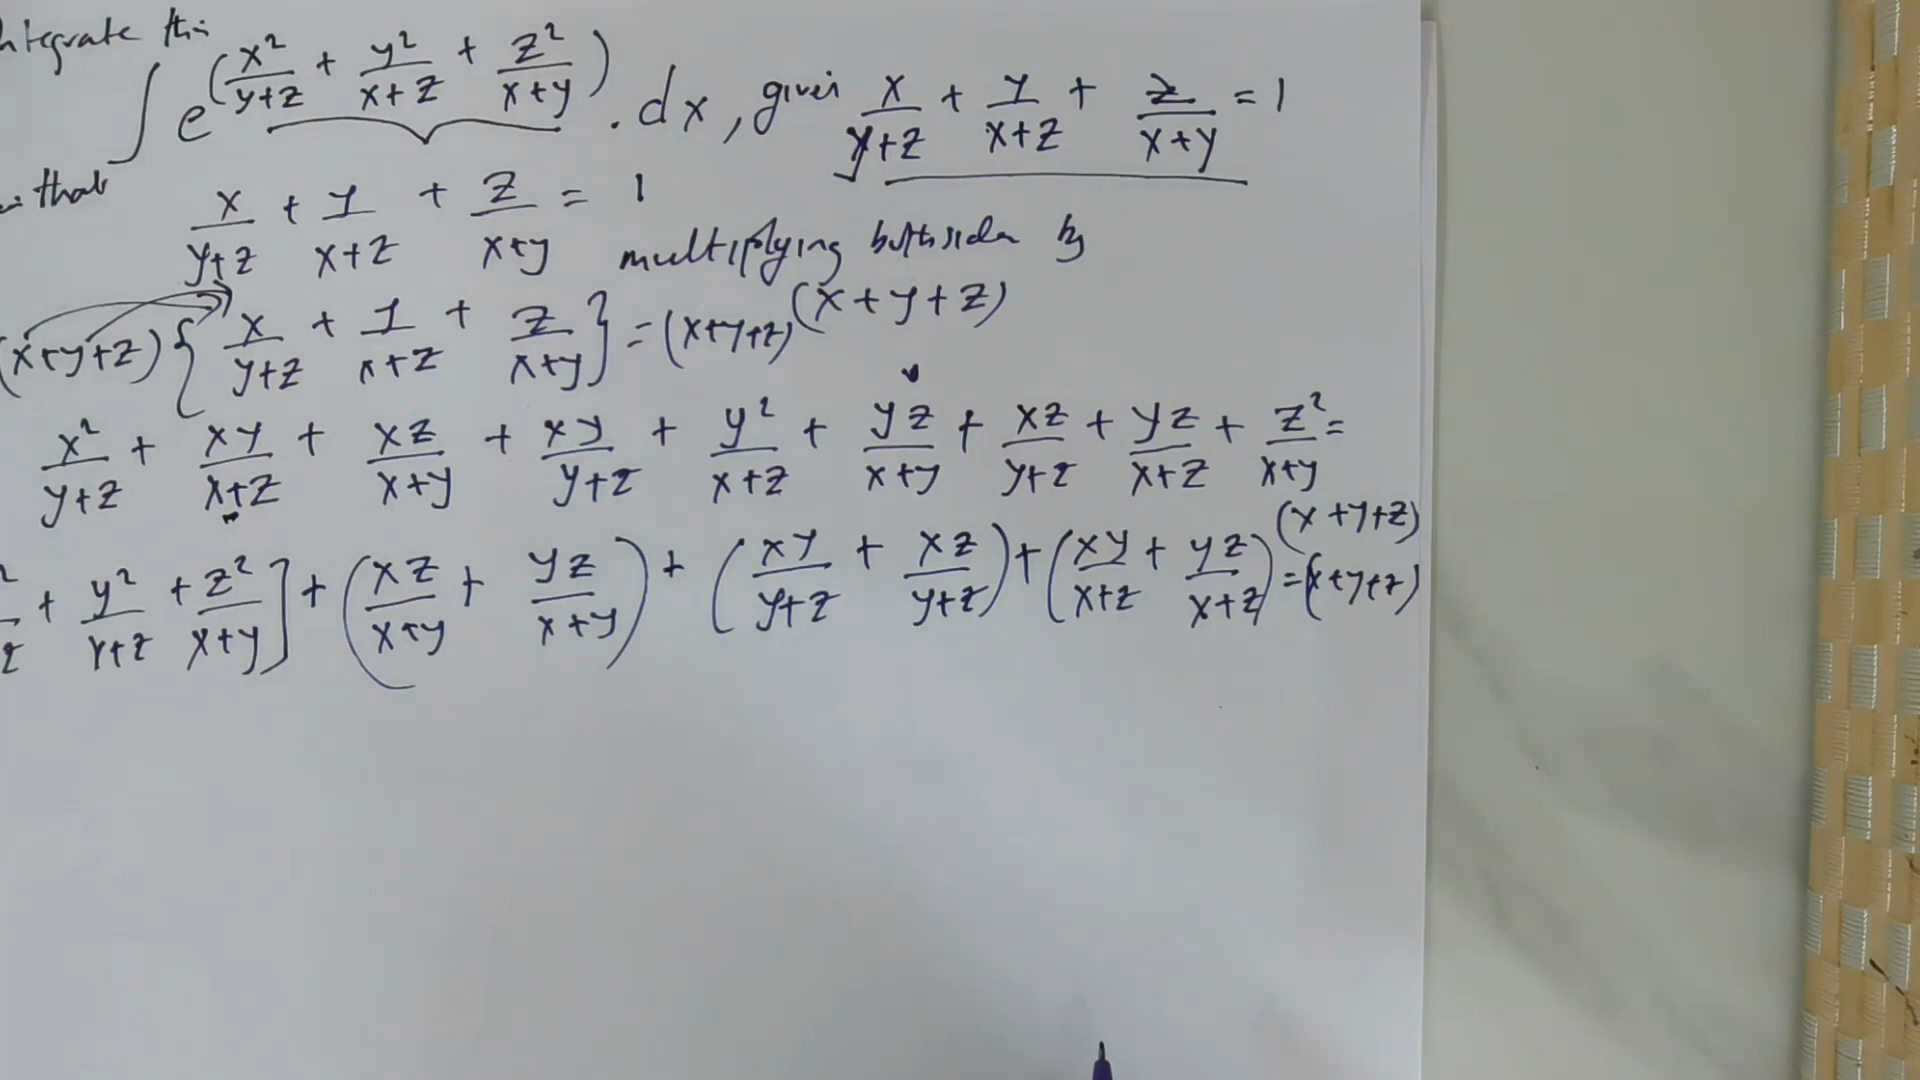 Integrate this
∫ e^(x²/(y+z) + y²/(x+z) + z²/(x+y)) . dx, given x/(y+z) + y/(x+z) + z/(x+y) = 1
that
x/(y+z) + y/(x+z) + z/(x+y) = 1
multiplying both sides by
(x+y+z)
(x+y+z){x/(y+z) + y/(x+z) + z/(x+y)} = (x+y+z)
x²/(y+z) + xy/(x+z) + xz/(x+y) + xy/(y+z) + y²/(x+z) + yz/(x+y) + xz/(y+z) + yz/(x+z) + z²/(x+y) =
(x+y+z)
+ y²/(x+z) + z²/(x+y)] + (xz/(x+y) + yz/(x+y)) + (xy/(y+z) + xz/(y+z)) + (xy/(x+z) + yz/(x+z)) = (x+y+z)